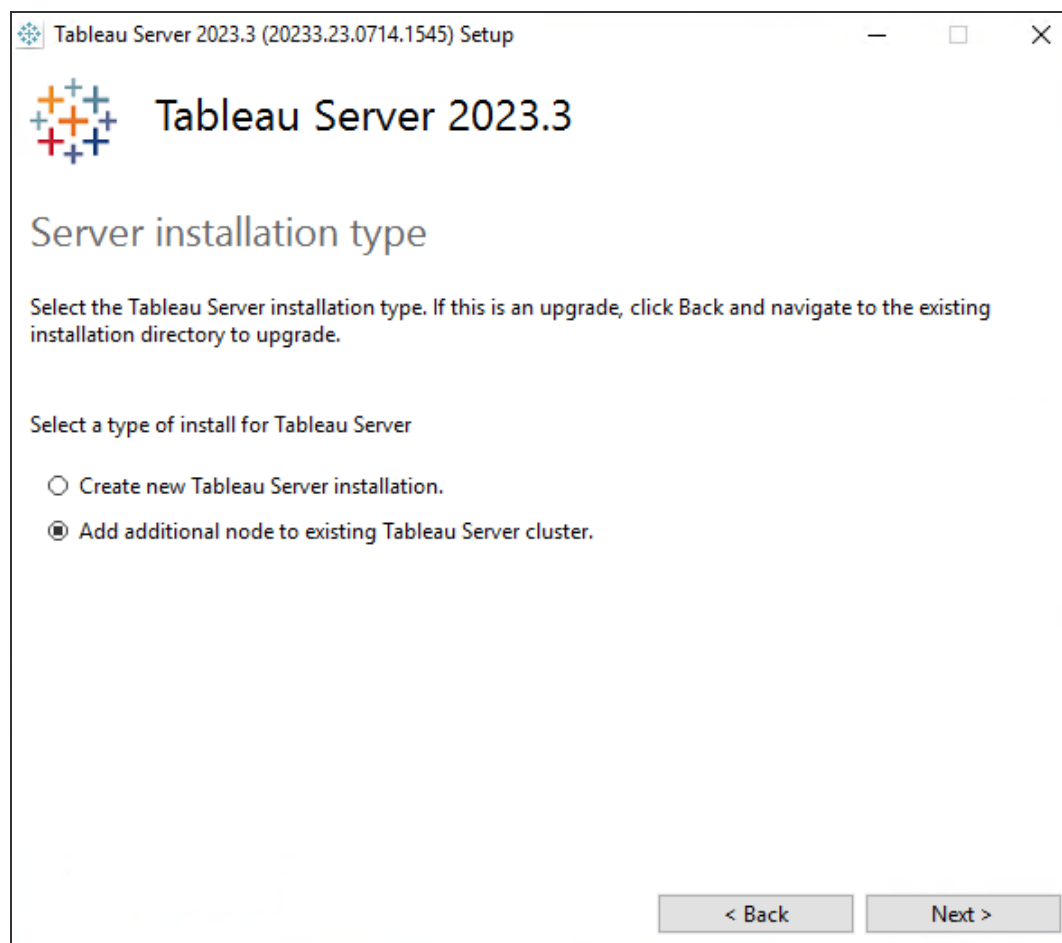 Tableau Server 2023.3 (20233.23.0714.1545) Setup
Tableau Server 2023.3
Server installation type
Select the Tableau Server installation type. If this is an upgrade, click Back and navigate to the existing
installation directory to upgrade.
Select a type of install for Tableau Server
Create new Tableau Server installation.
Add additional node to existing Tableau Server cluster.
< Back
Next >